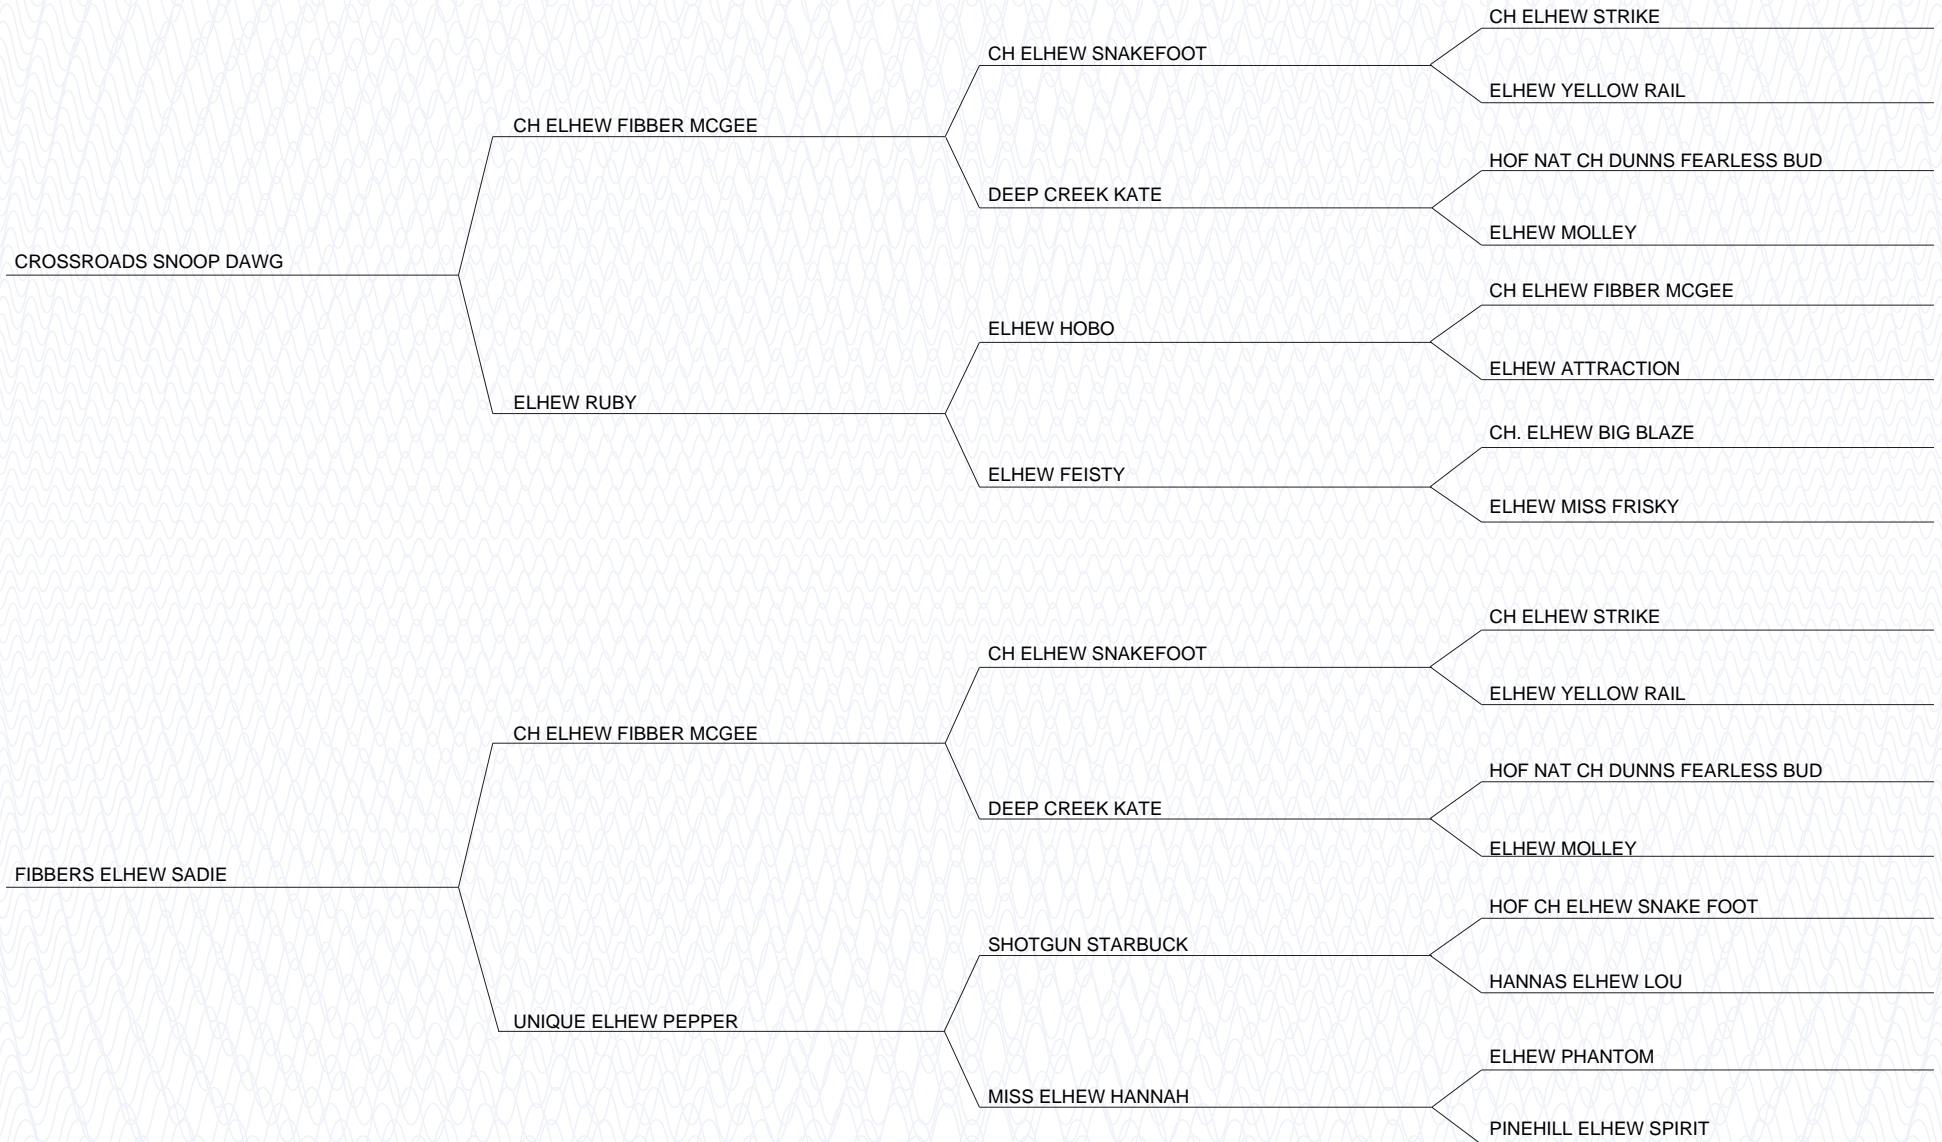 CH ELHEW STRIKE
CH ELHEW SNAKEFOOT
ELHEW YELLOW RAIL
CH ELHEW FIBBER MCGEE
HOF NAT CH DUNNS FEARLESS BUD
DEEP CREEK KATE
ELHEW MOLLEY
CROSSROADS SNOOP DAWG
CH ELHEW FIBBER MCGEE
ELHEW HOBO
ELHEW ATTRACTION
ELHEW RUBY
CH. ELHEW BIG BLAZE
ELHEW FEISTY
ELHEW MISS FRISKY
CH ELHEW STRIKE
CH ELHEW SNAKEFOOT
ELHEW YELLOW RAIL
CH ELHEW FIBBER MCGEE
HOF NAT CH DUNNS FEARLESS BUD
DEEP CREEK KATE
ELHEW MOLLEY
FIBBERS ELHEW SADIE
HOF CH ELHEW SNAKE FOOT
SHOTGUN STARBUCK
HANNAS ELHEW LOU
UNIQUE ELHEW PEPPER
ELHEW PHANTOM
MISS ELHEW HANNAH
PINEHILL ELHEW SPIRIT